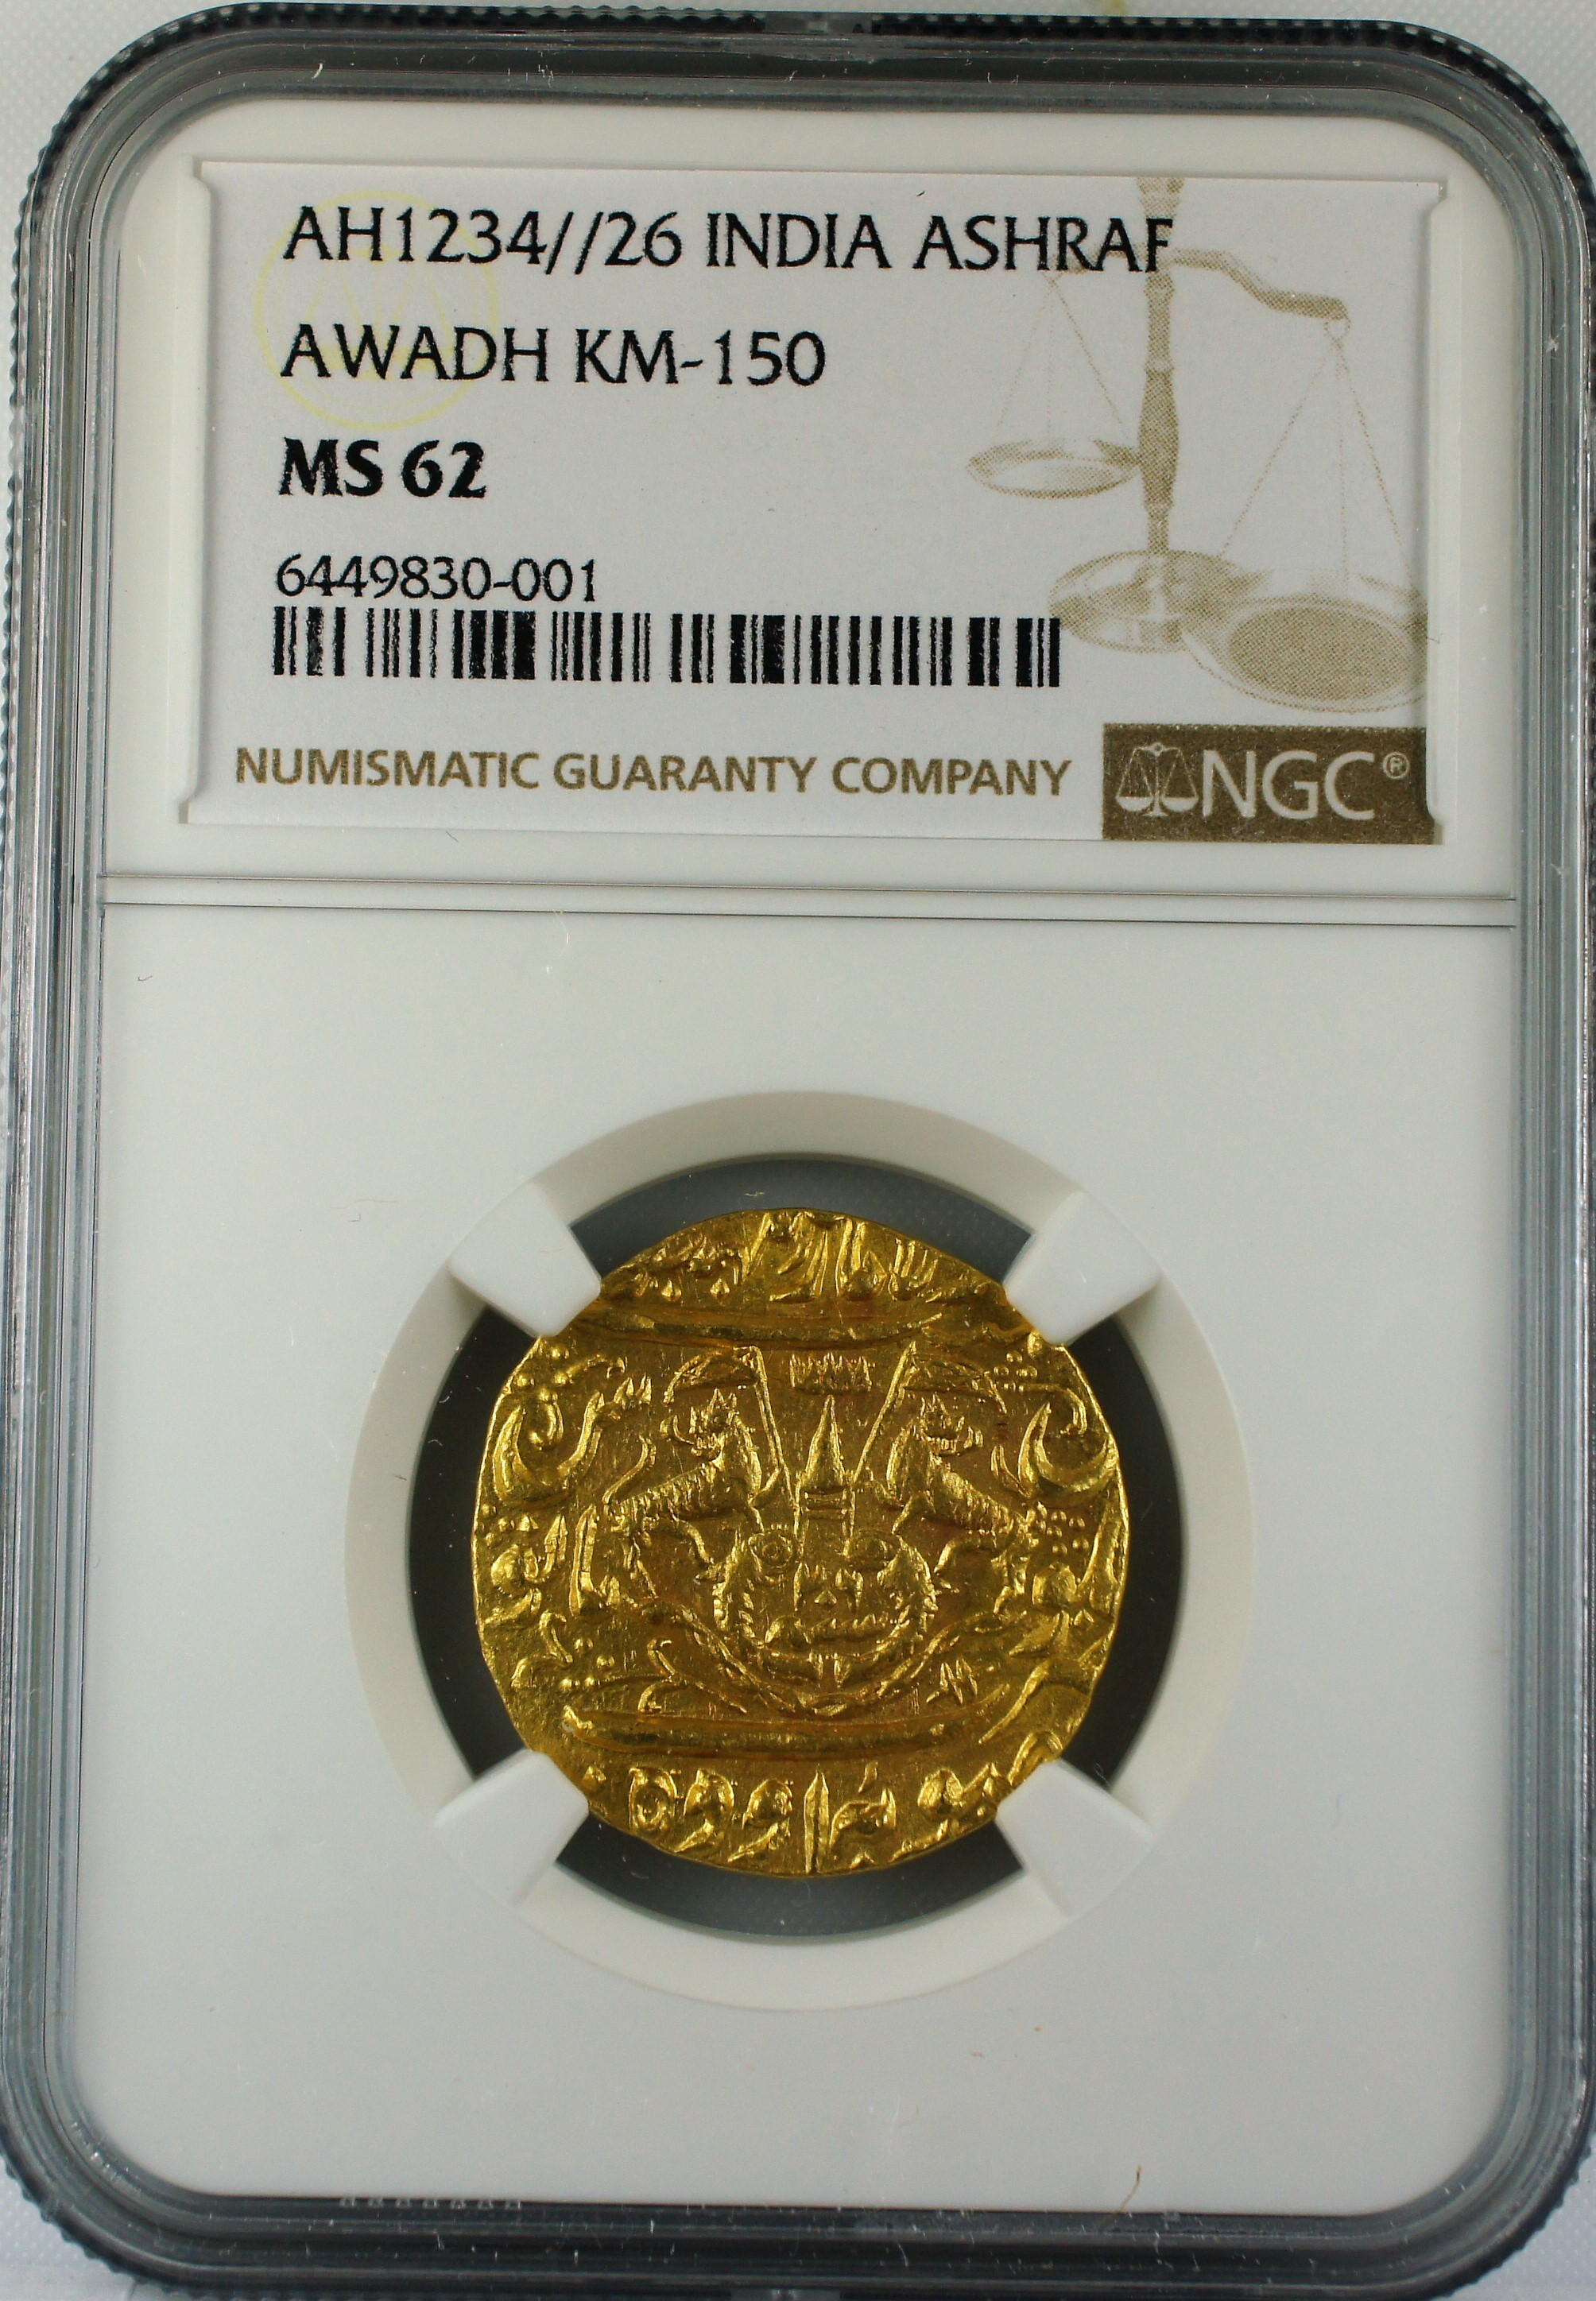 AH1234//26 INDIA ASHRAF
AWADH KM-150
MS 62
6449830-001
NUMISMATIC GUARANTY COMPANY
NGC®